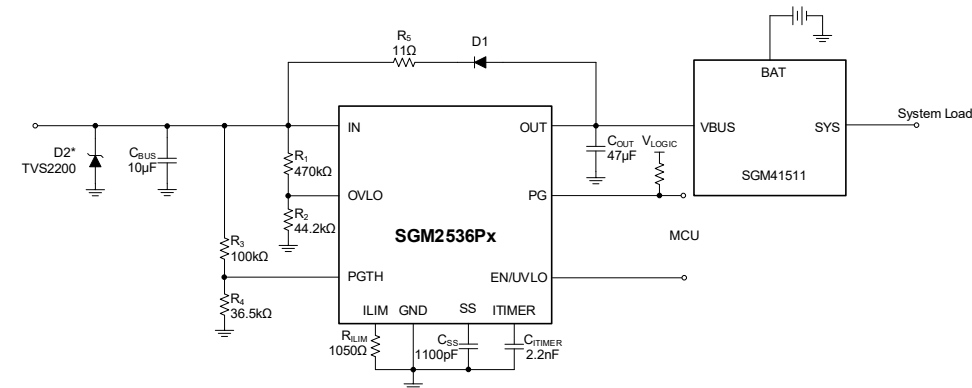 R5
11Ω
D1
BAT
IN
OUT
VBUS
SYS
System Load
D2*
TVS2200
CBUS
10μF
R1
470kΩ
COUT
47μF
VLOGIC
SGM41511
OVLO
PG
R2
44.2kΩ
SGM2536Px
MCU
R3
100kΩ
PGTH
EN/UVLO
R4
36.5kΩ
ILIM
GND
SS
ITIMER
RILIM
1050Ω
CSS
1100pF
CITIMER
2.2nF